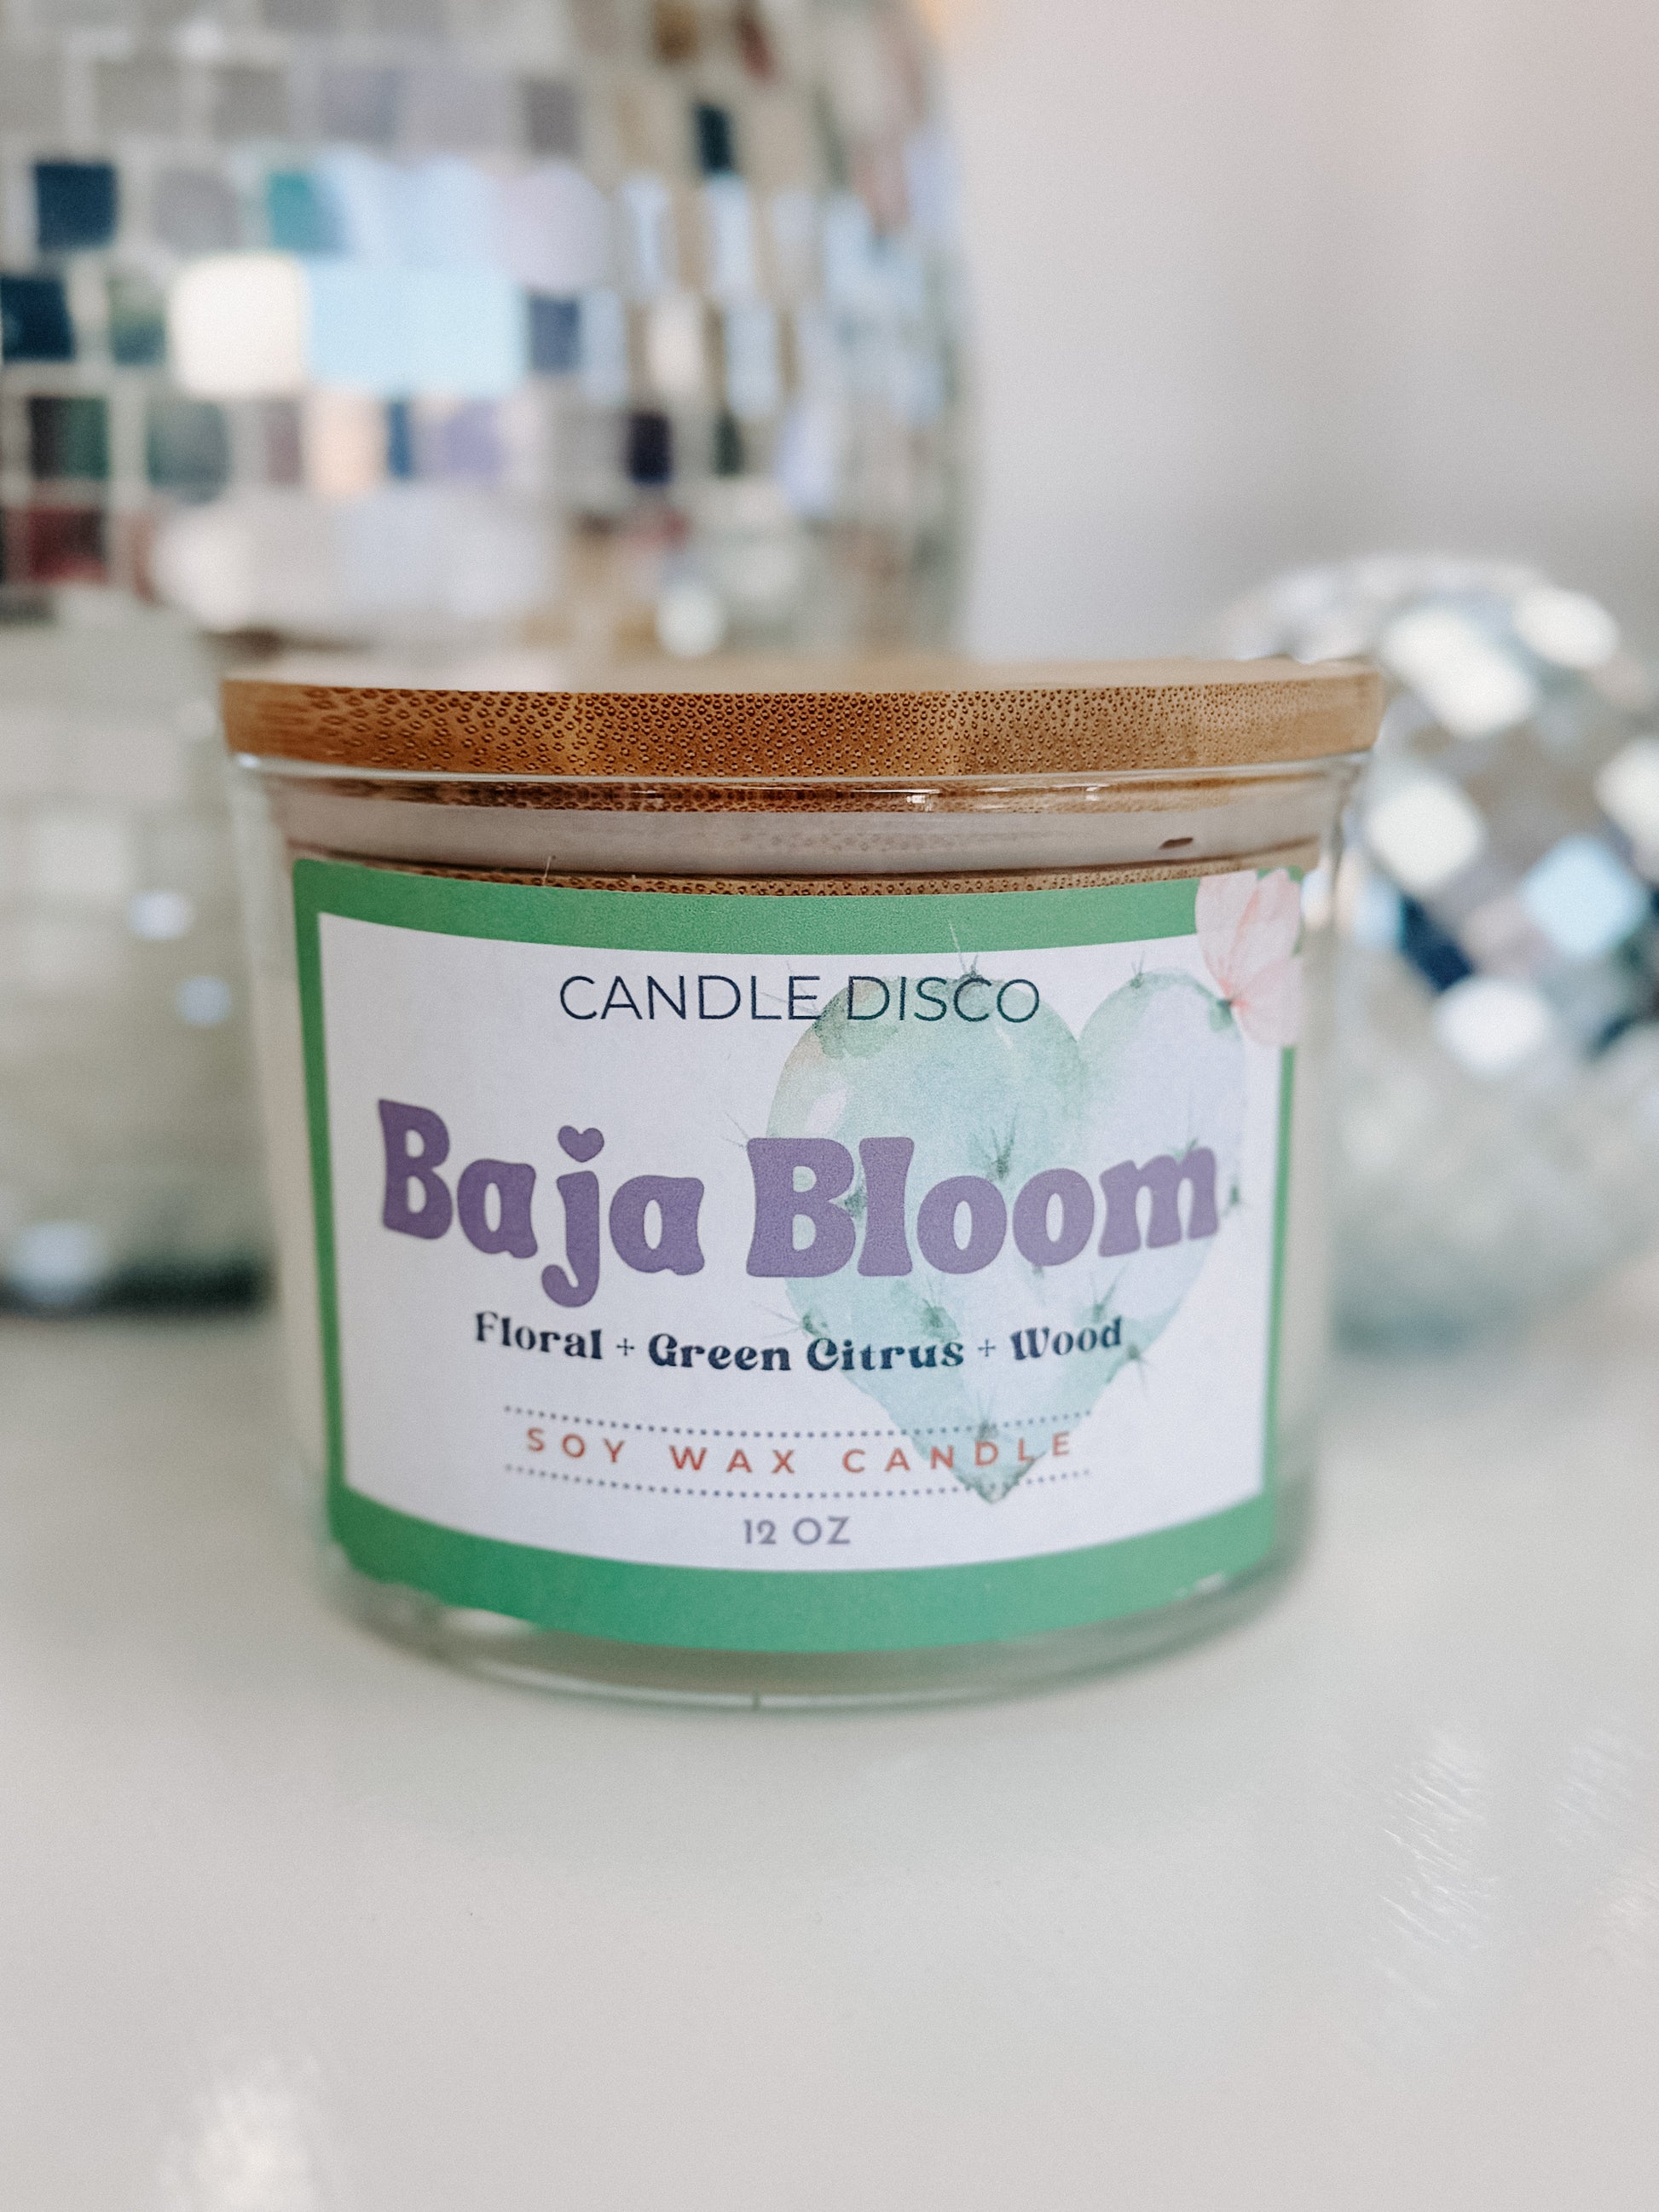 CANDLE DISCO
Baja Bloom
Floral + Green Citrus + Wood
SOY WAX CANDLE
12 OZ